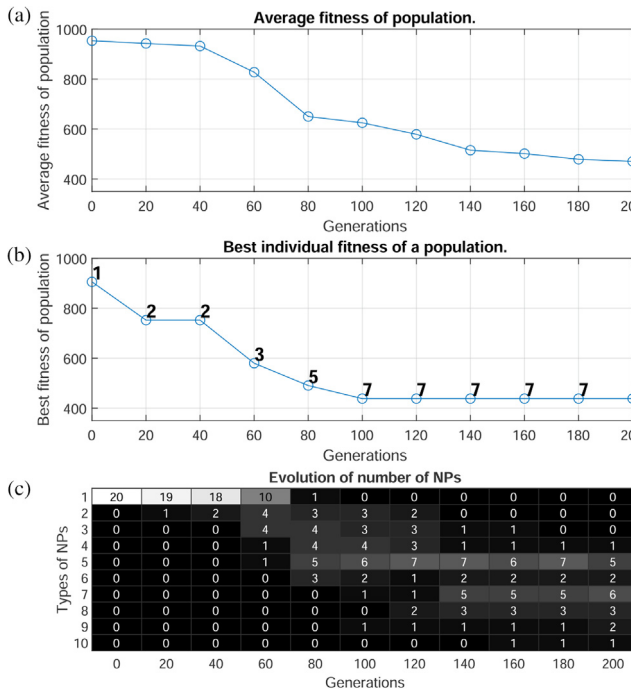 (a)
Average fitness of population.
Average fitness of population
1000
800
600
400
0 20 40 60 80 100 120 140 160 180 200
Generations
(b)
Best individual fitness of a population.
Best fitness of population
1000
800
600
400
1
2 2
3
5
7 7 7 7 7
0 20 40 60 80 100 120 140 160 180 200
Generations
(c)
Evolution of number of NPs
Types of NPs
1 20 19 18 10 1 0 0 0 0 0 0
2 0 1 2 4 3 3 2 0 0 0 0
3 0 0 0 4 4 3 3 1 1 0 0
4 0 0 0 1 4 4 3 1 1 1 1
5 0 0 0 1 5 6 7 7 6 7 5
6 0 0 0 0 3 2 1 2 2 2 2
7 0 0 0 0 0 1 1 5 5 5 6
8 0 0 0 0 0 0 2 3 3 3 3
9 0 0 0 0 0 1 1 1 1 1 2
10 0 0 0 0 0 0 0 0 1 1 1
0 20 40 60 80 100 120 140 160 180 200
Generations